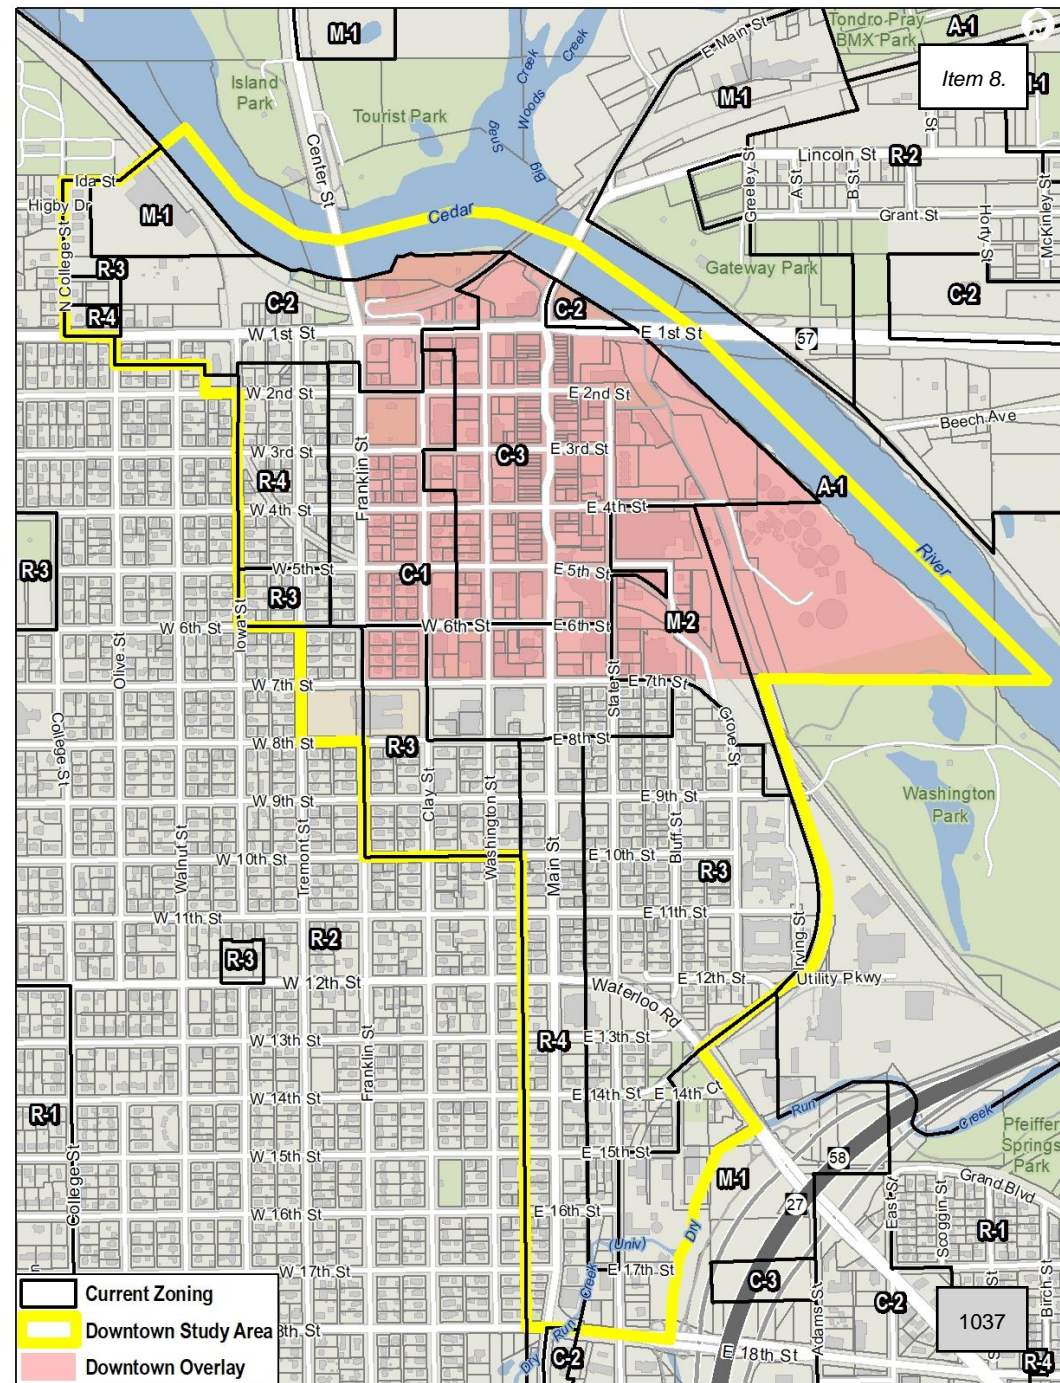 M-1
E Main St
Tondro-Pray
BMX Park
A-1
Item 8.
M-1
Island
Park
Tourist Park
Center St
Big
Woods
Creek
Snag
Creek
M-1
St
Lincoln St
R-2
Greeley St
A St
B St
Grant St
Holty St
McKinley St
Ida St
Higby Dr
M-1
N College St
R-3
R-4
Cedar
Gateway Park
C-2
C-2
C-2
W 1st St
E 1st St
57
W 2nd St
E 2nd St
Beech Ave
W 3rd St
E 3rd St
Franklin St
C-3
R-4
W 4th St
E 4th St
A-1
River
R-3
W 5th St
C-1
E 5th St
R-3
M-2
W 6th St
Iowa St
W 6th St
E 6th St
Olive St
W 7th St
State St
E 7th St
Grove St
College St
W 8th St
R-3
E 8th St
Clay St
Washington St
W 9th St
E 9th St
Washington
Park
Walnut St
Tremont St
W 10th St
Main St
E 10th St
Bluff St
R-3
W 11th St
E 11th St
R-2
R-3
Irving St
W 12th St
E 12th St
Utility Pkwy
Waterloo Rd
W 13th St
R-4
E 13th St
Franklin St
R-1
W 14th St
E 14th St
E 14th Ct
Run
Creek
Pfeiffer
Springs
Park
College St
W 15th St
E 15th St
M-1
58
27
East St
Grand Blvd
Scoggin St
R-1
W 16th St
E 16th St
Dry
(Univ)
W 17th St
E 17th St
C-3
Adams St
C-2
Birch St
1037
Dry
Run
Creek
C-2
E 18th St
R-4
Current Zoning
Downtown Study Area
8th St
Downtown Overlay